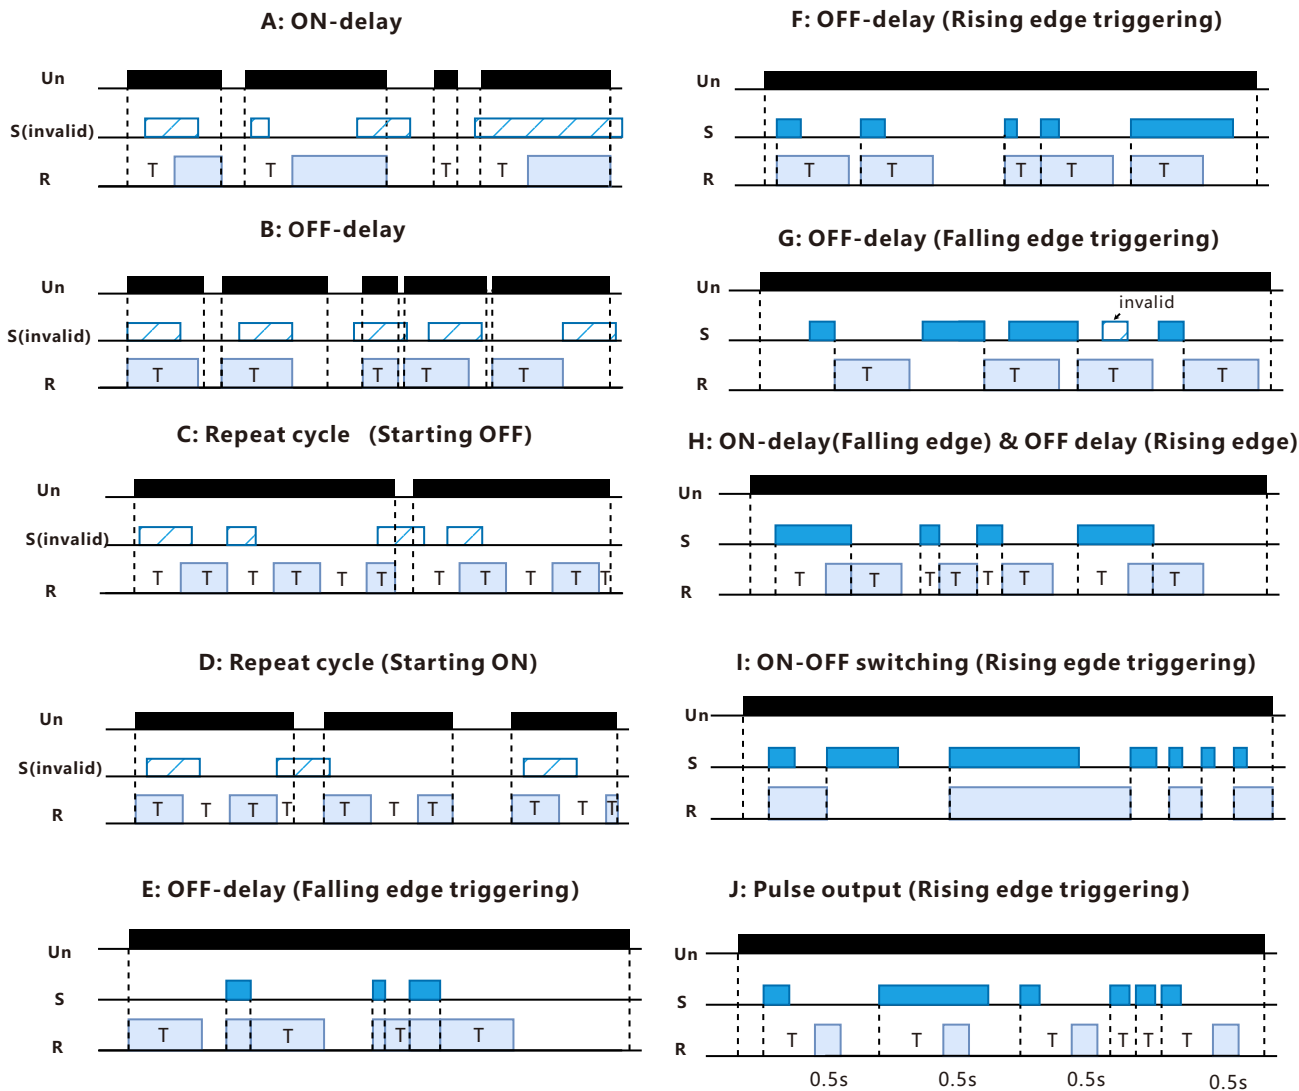 A: ON-delay
Un
S(invalid)
T T T T
R
B: OFF-delay
Un
S(invalid)
T T T T T
R
C: Repeat cycle (Starting OFF)
Un
S(invalid)
T T T T T T T T T T T
R
D: Repeat cycle (Starting ON)
Un
S(invalid)
T T T T T T T T T T
R
E: OFF-delay (Falling edge triggering)
Un
S
T T T T
R
F: OFF-delay (Rising edge triggering)
Un
S
T T T T T
R
G: OFF-delay (Falling edge triggering)
Un
invalid
S
T T T T
R
H: ON-delay(Falling edge) & OFF delay (Rising edge)
Un
S
T T T T T T T T
R
I: ON-OFF switching (Rising egde triggering)
Un
S
R
J: Pulse output (Rising edge triggering)
Un
S
T T T T T T
R
0.5s 0.5s 0.5s 0.5s